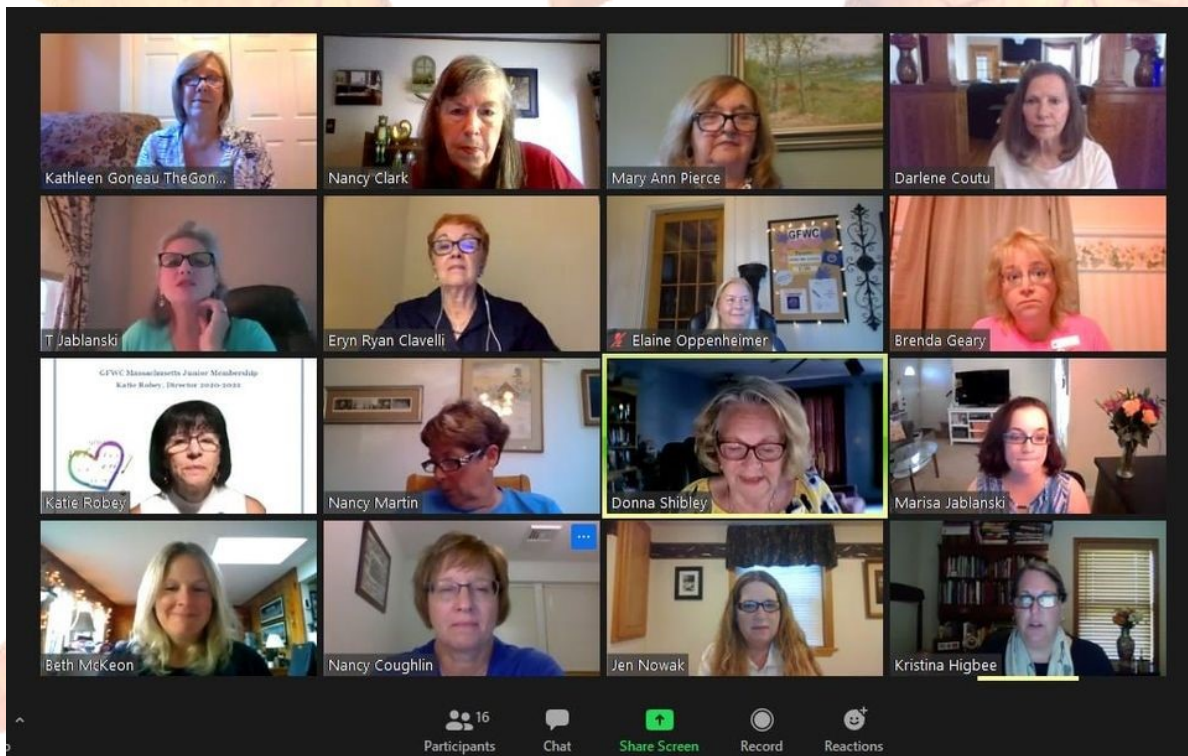 Kathleen Goneau TheGon...
Nancy Clark
Mary Ann Pierce
Darlene Coutu
T Jablanski
Eryn Ryan Clavelli
GFWC
Elaine Oppenheimer
Brenda Geary
GFWC Massachusetts Junior Membership
Katie Robey, Director 2020-2022
Katie Robey
Nancy Martin
Donna Shibley
Marisa Jablanski
...
Beth McKeon
Nancy Coughlin
Jen Nowak
Kristina Higbee
16
Participants
Chat
Share Screen
Record
Reactions